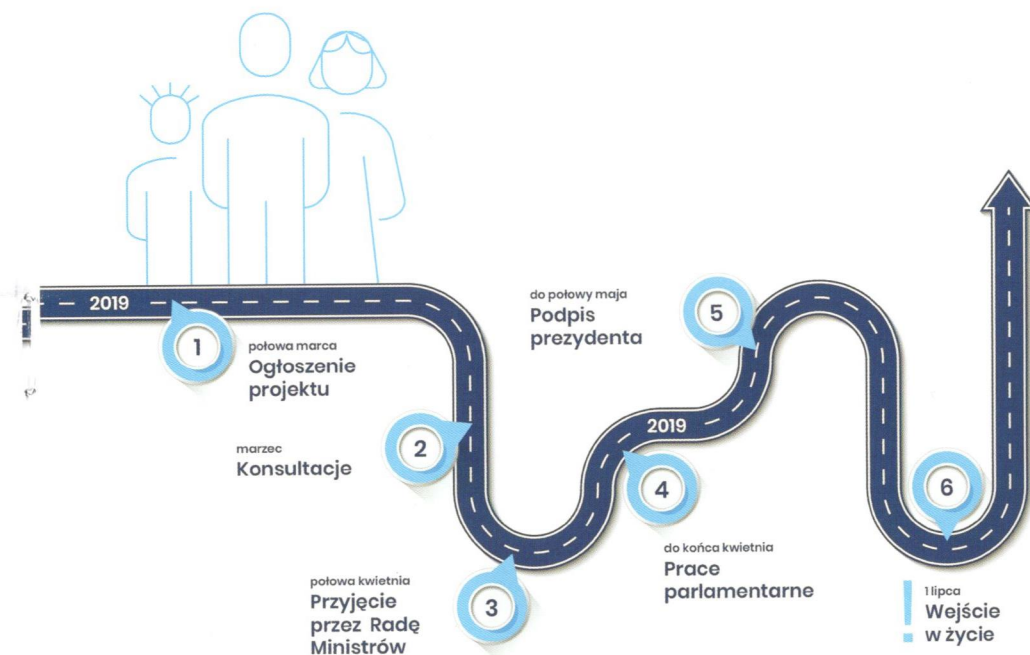 2019
1
połowa marca
Ogłoszenie
projektu
2
marzec
Konsultacje
3
połowa kwietnia
Przyjęcie
przez Radę
Ministrów
2019
4
do końca kwietnia
Prace
parlamentarne
5
do połowy maja
Podpis
prezydenta
6
! 1 lipca
Wejście
w życie